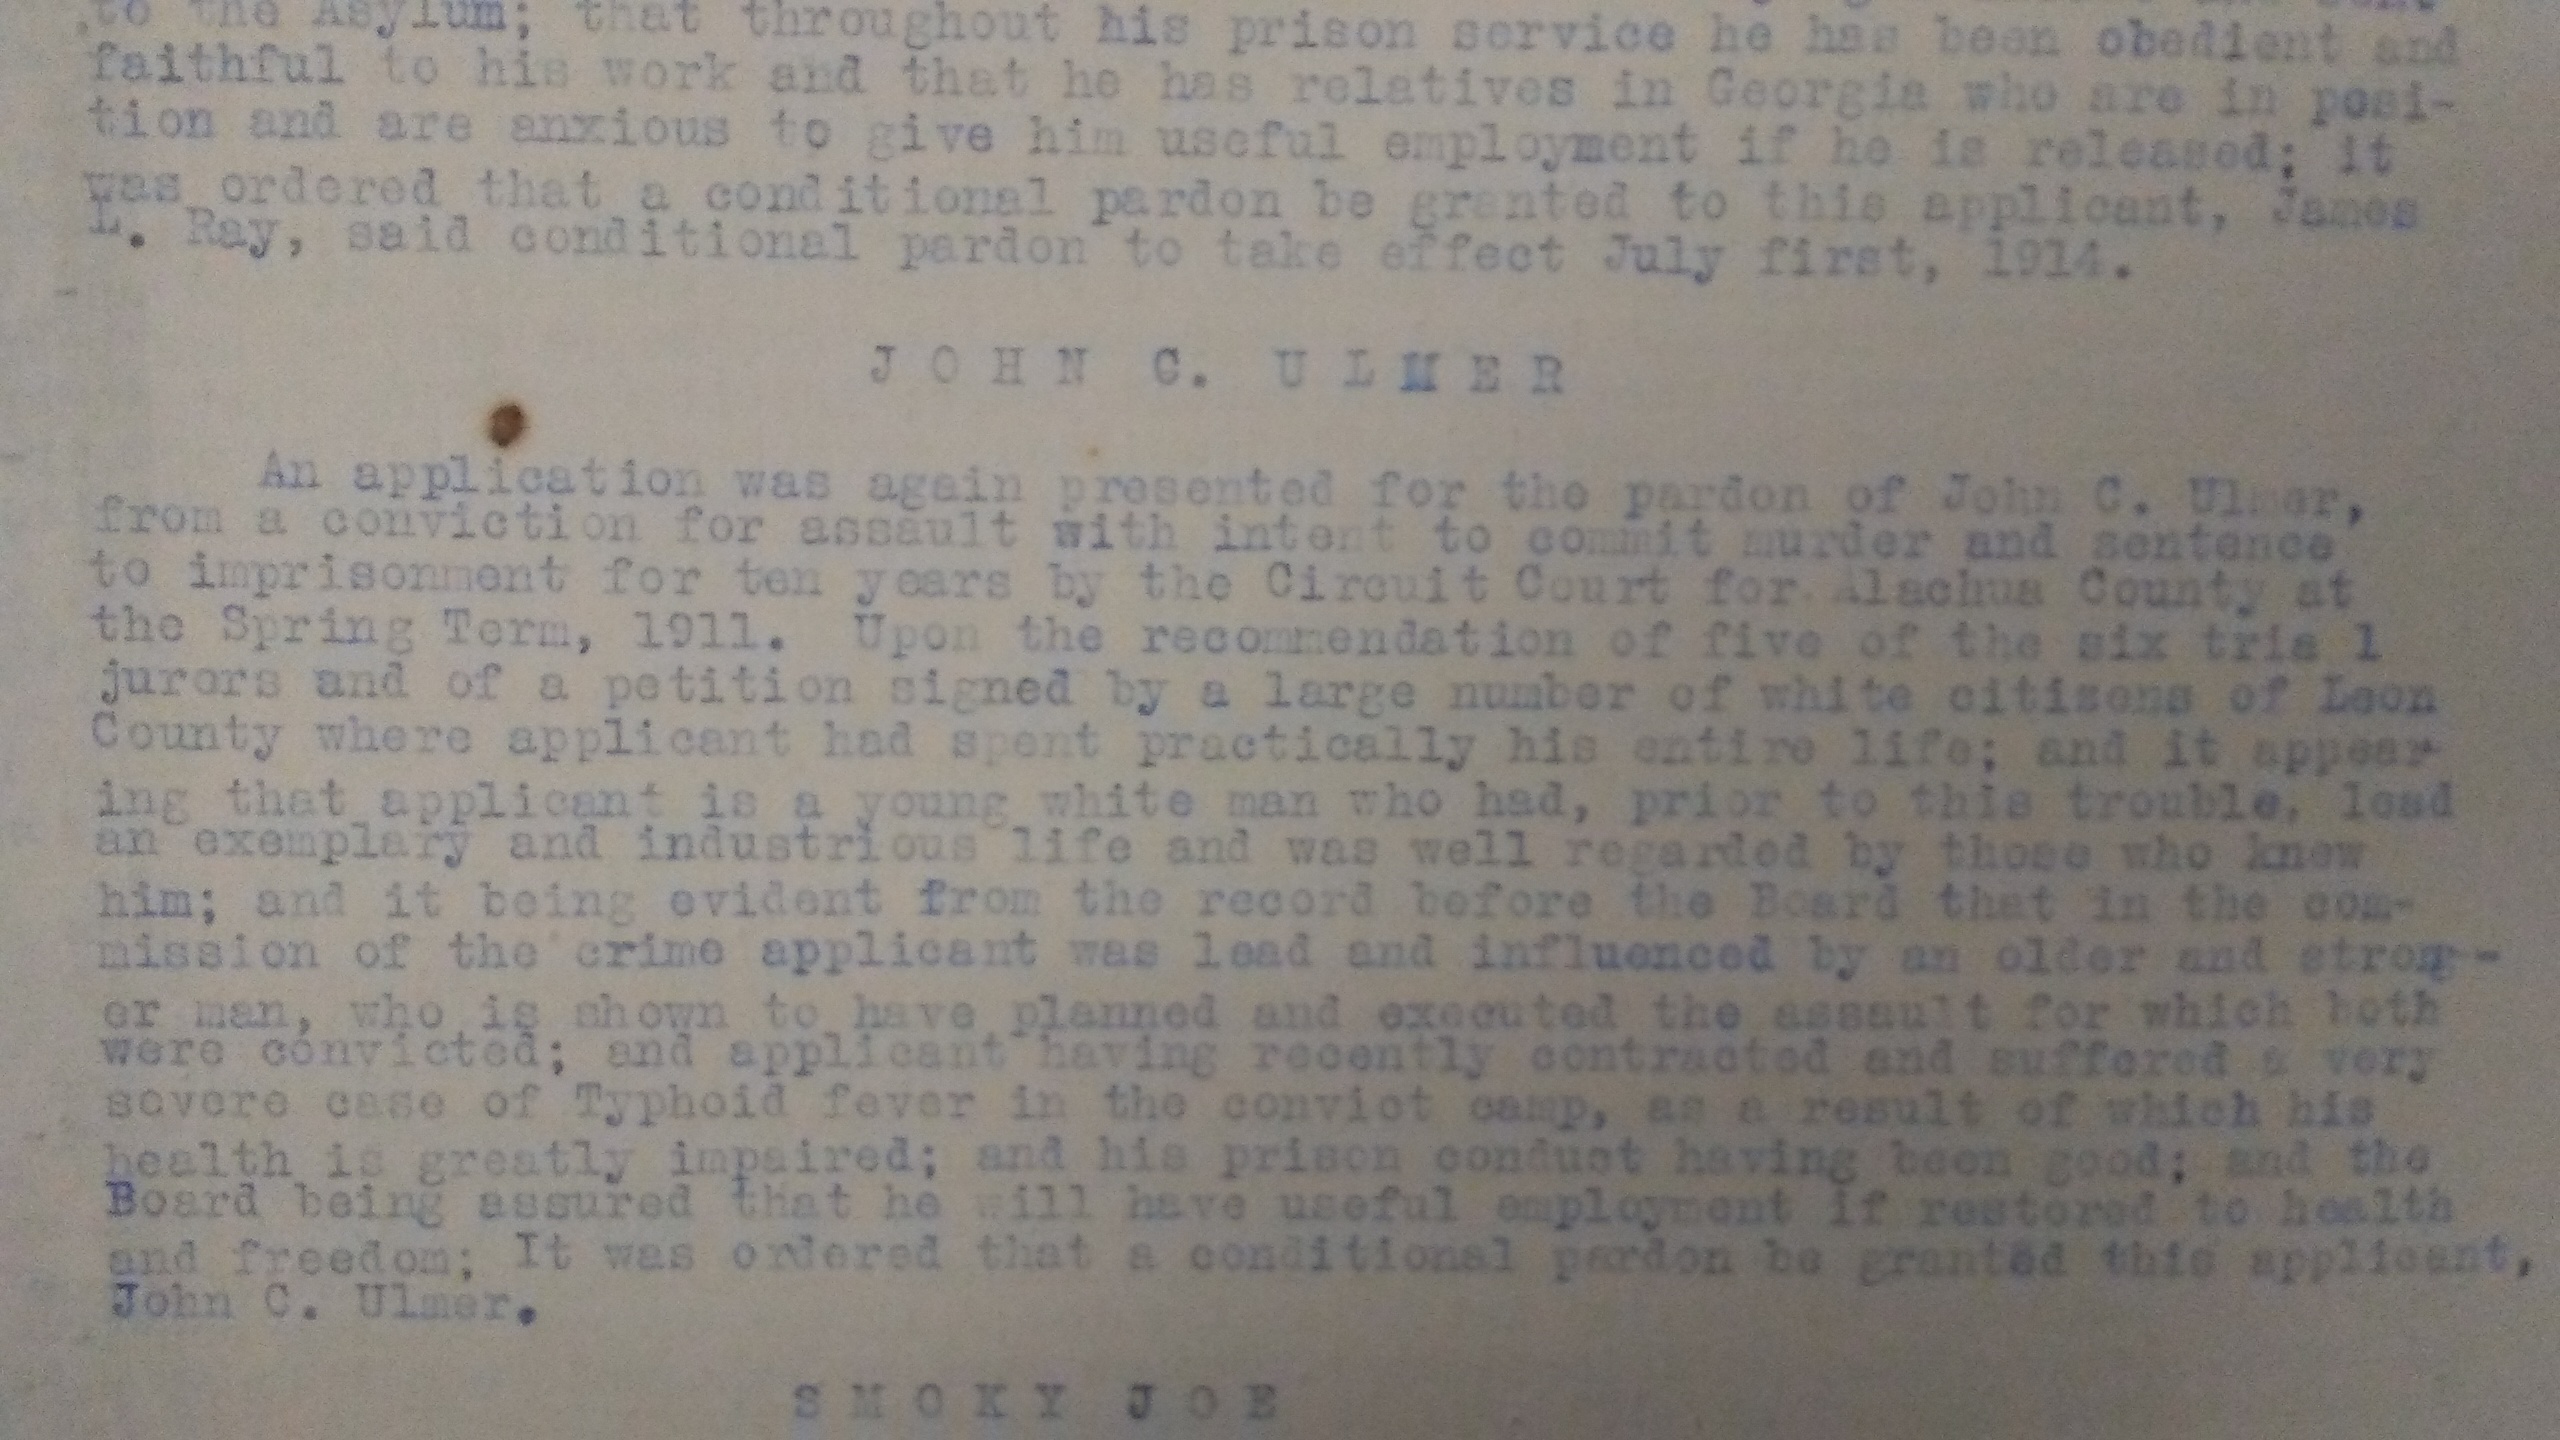 to the Asylum; that throughout his prison service he has been obedient and
faithful to his work and that he has relatives in Georgia who are in posi-
tion and are anxious to give him useful employment if he is released; it
was ordered that a conditional pardon be granted to this applicant, James
L. Ray, said conditional pardon to take effect July first, 1914.
JOHN C. ULMER
An application was again presented for the pardon of John C. Ulmer,
from a conviction for assault with intent to commit murder and sentence
to imprisonment for ten years by the Circuit Court for Alachua County at
the Spring Term, 1911. Upon the recommendation of five of the six tria l
jurors and of a petition signed by a large number of white citizens of Leon
County where applicant had spent practically his entire life; and it appear-
ing that applicant is a young white man who had, prior to this trouble, lead
an exemplary and industrious life and was well regarded by those who knew
him; and it being evident from the record before the Board that in the com-
mission of the crime applicant was lead and influenced by an older and strong-
er man, who is shown to have planned and executed the assault for which both
were convicted; and applicant having recently contracted and suffered a very
severe case of Typhoid fever in the convict camp, as a result of which his
health is greatly impaired; and his prison conduct having been good; and the
Board being assured that he will have useful employment if restored to health
and freedom; It was ordered that a conditional pardon be granted this applicant,
John C. Ulmer.
SMOKY JOE